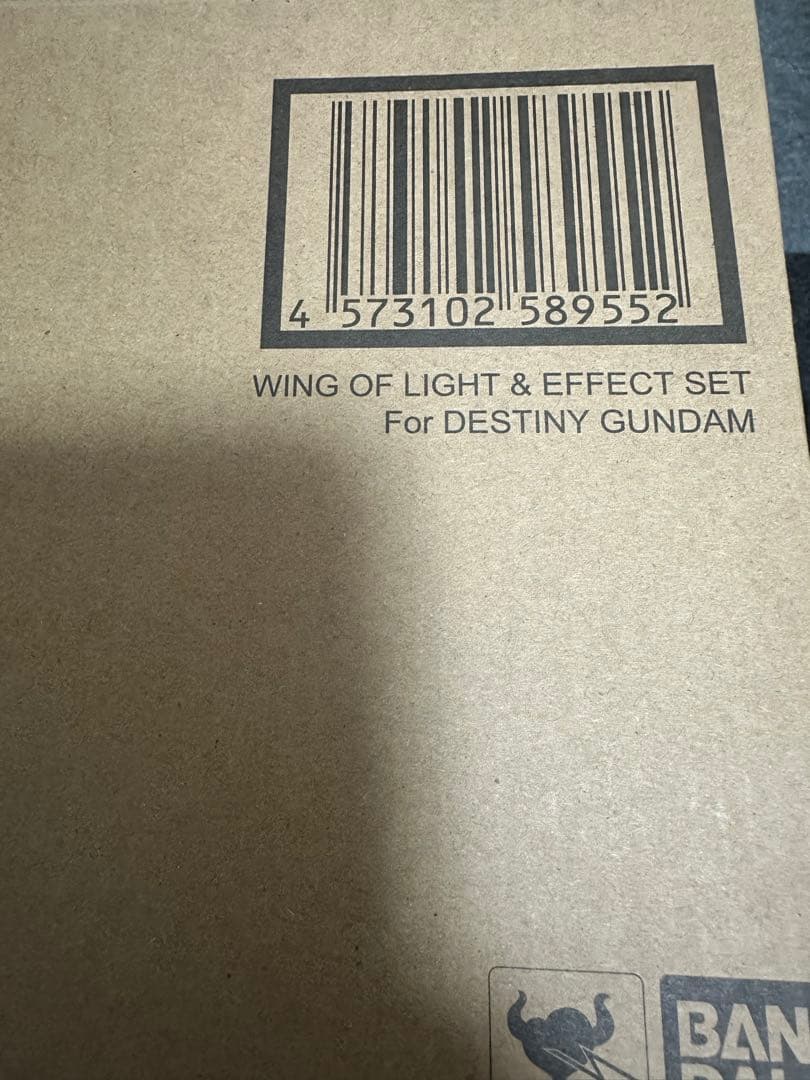 4 573102 589552
WING OF LIGHT & EFFECT SET
For DESTINY GUNDAM
BAN